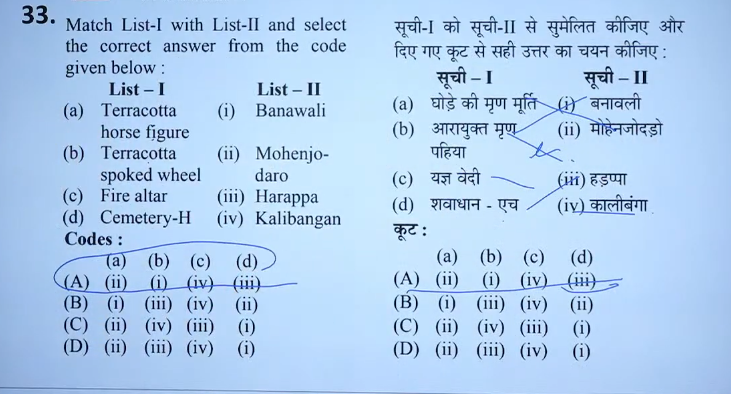 33. Match List-I with List-II and select
the correct answer from the code
given below :
List – I List – II
(a) Terracotta (i) Banawali
horse figure
(b) Terracotta (ii) Mohenjo-
spoked wheel daro
(c) Fire altar (iii) Harappa
(d) Cemetery-H (iv) Kalibangan
Codes :
(a) (b) (c) (d)
(A) (ii) (i) (iv) (iii)
(B) (i) (iii) (iv) (ii)
(C) (ii) (iv) (iii) (i)
(D) (ii) (iii) (iv) (i)
सूची-I को सूची-II से सुमेलित कीजिए और
दिए गए कूट से सही उत्तर का चयन कीजिए :
सूची – I सूची – II
(a) घोड़े की मृण मूर्ति (i) बनावली
(b) आरायुक्त मृण (ii) मोहेनजोदड़ो
पहिया
(c) यज्ञ वेदी (iii) हड़प्पा
(d) शवाधान - एच (iv) कालीबंगा
कूट :
(a) (b) (c) (d)
(A) (ii) (i) (iv) (iii)
(B) (i) (iii) (iv) (ii)
(C) (ii) (iv) (iii) (i)
(D) (ii) (iii) (iv) (i)